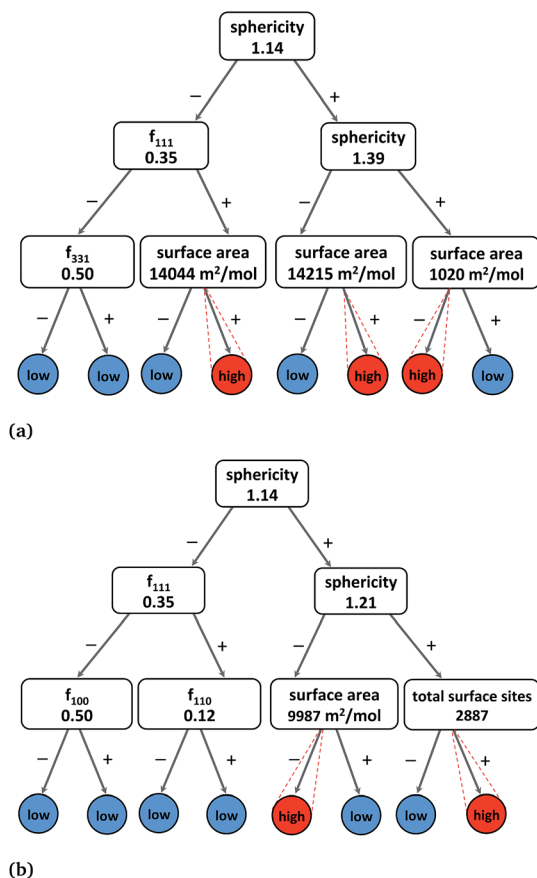 sphericity
1.14
− +
f₁₁₁ sphericity
0.35 1.39
− + − +
f₃₃₁ surface area surface area surface area
0.50 14044 m²/mol 14215 m²/mol 1020 m²/mol
− + − + − + − +
low low low high low high high low
(a)
sphericity
1.14
− +
f₁₁₁ sphericity
0.35 1.21
− + − +
f₁₀₀ f₁₁₀ surface area total surface sites
0.50 0.12 9987 m²/mol 2887
− + − + − + − +
low low low low high low low high
(b)